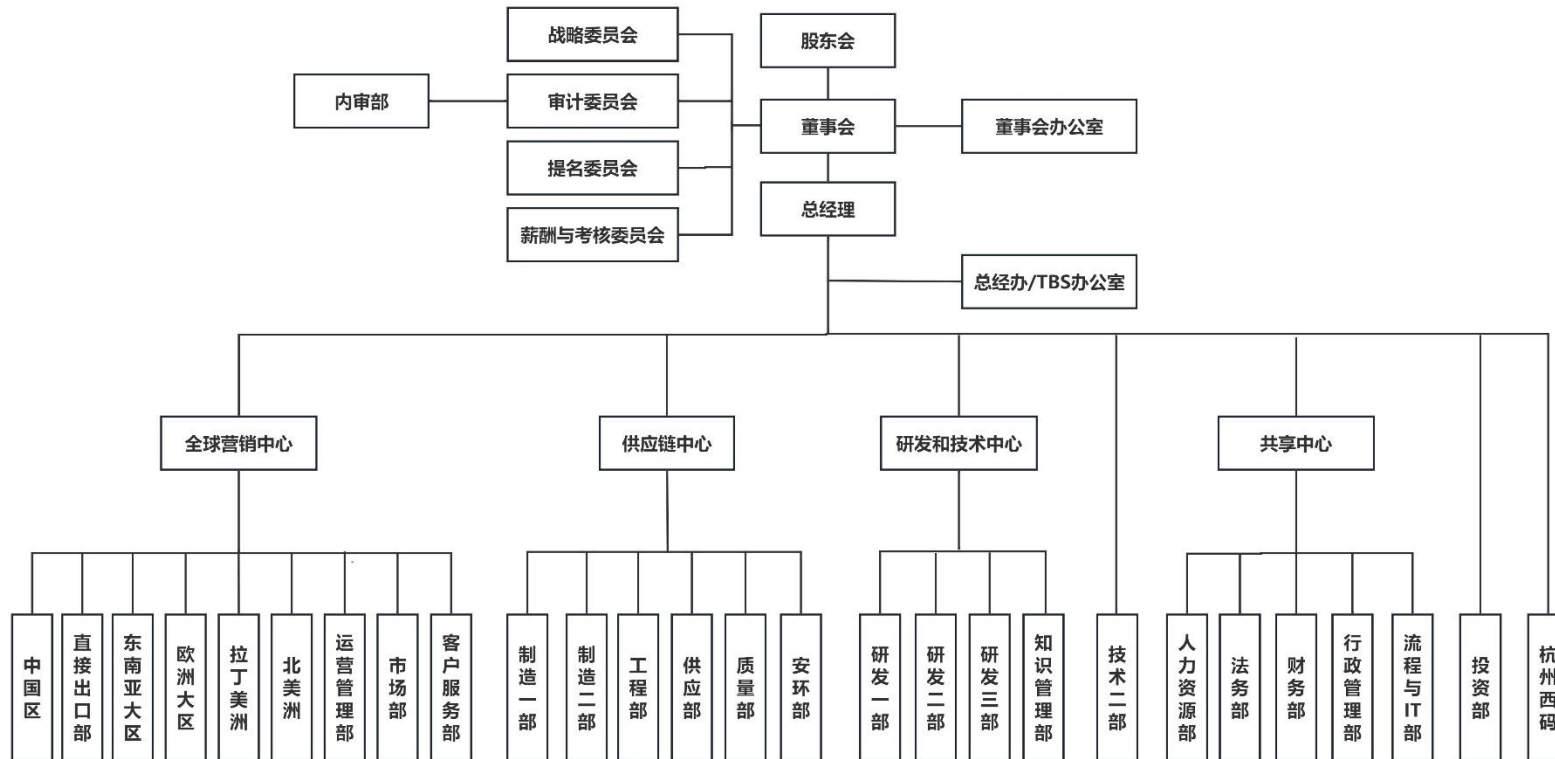 战略委员会
股东会
内审部
审计委员会
董事会
董事会办公室
提名委员会
总经理
薪酬与考核委员会
总经办/TBS办公室
全球营销中心
供应链中心
研发和技术中心
共享中心
中国区
直接出口部
东南亚大区
欧洲大区
拉丁美洲
北美洲
运营管理部
市场部
客户服务部
制造一部
制造二部
工程部
供应部
质量部
安环部
研发一部
研发二部
研发三部
知识管理部
技术二部
人力资源部
法务部
财务部
行政管理部
流程与IT部
投资部
杭州西码